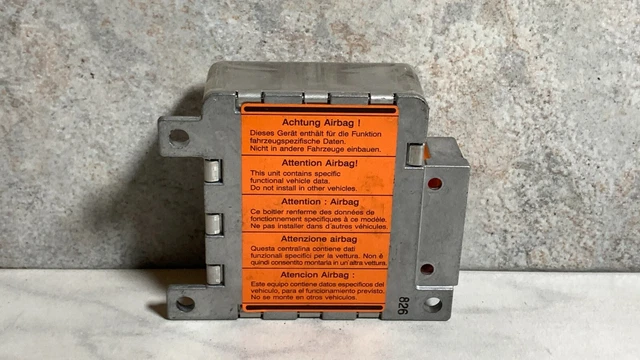 Achtung Airbag !
Dieses Gerät enthält für die Funktion
fahrzeugspezifische Daten.
Nicht in andere Fahrzeuge einbauen.
Attention Airbag!
This unit contains specific
functional vehicle data.
Do not install in other vehicles.
Attention : Airbag
Ce boîtier renferme des données de
fonctionnement spécifiques à ce modèle.
Ne pas installer dans d'autres véhicules.
Attenzione airbag
Questa centralina contiene dati
funzionali specifici per la vettura. Non è
quindi consentito montarla in un'altra vettura.
Atencion Airbag :
Este equipo contiene datos especificos del
vehiculo, para el funcionamiento previsto.
No se monte en otros vehiculos.
826